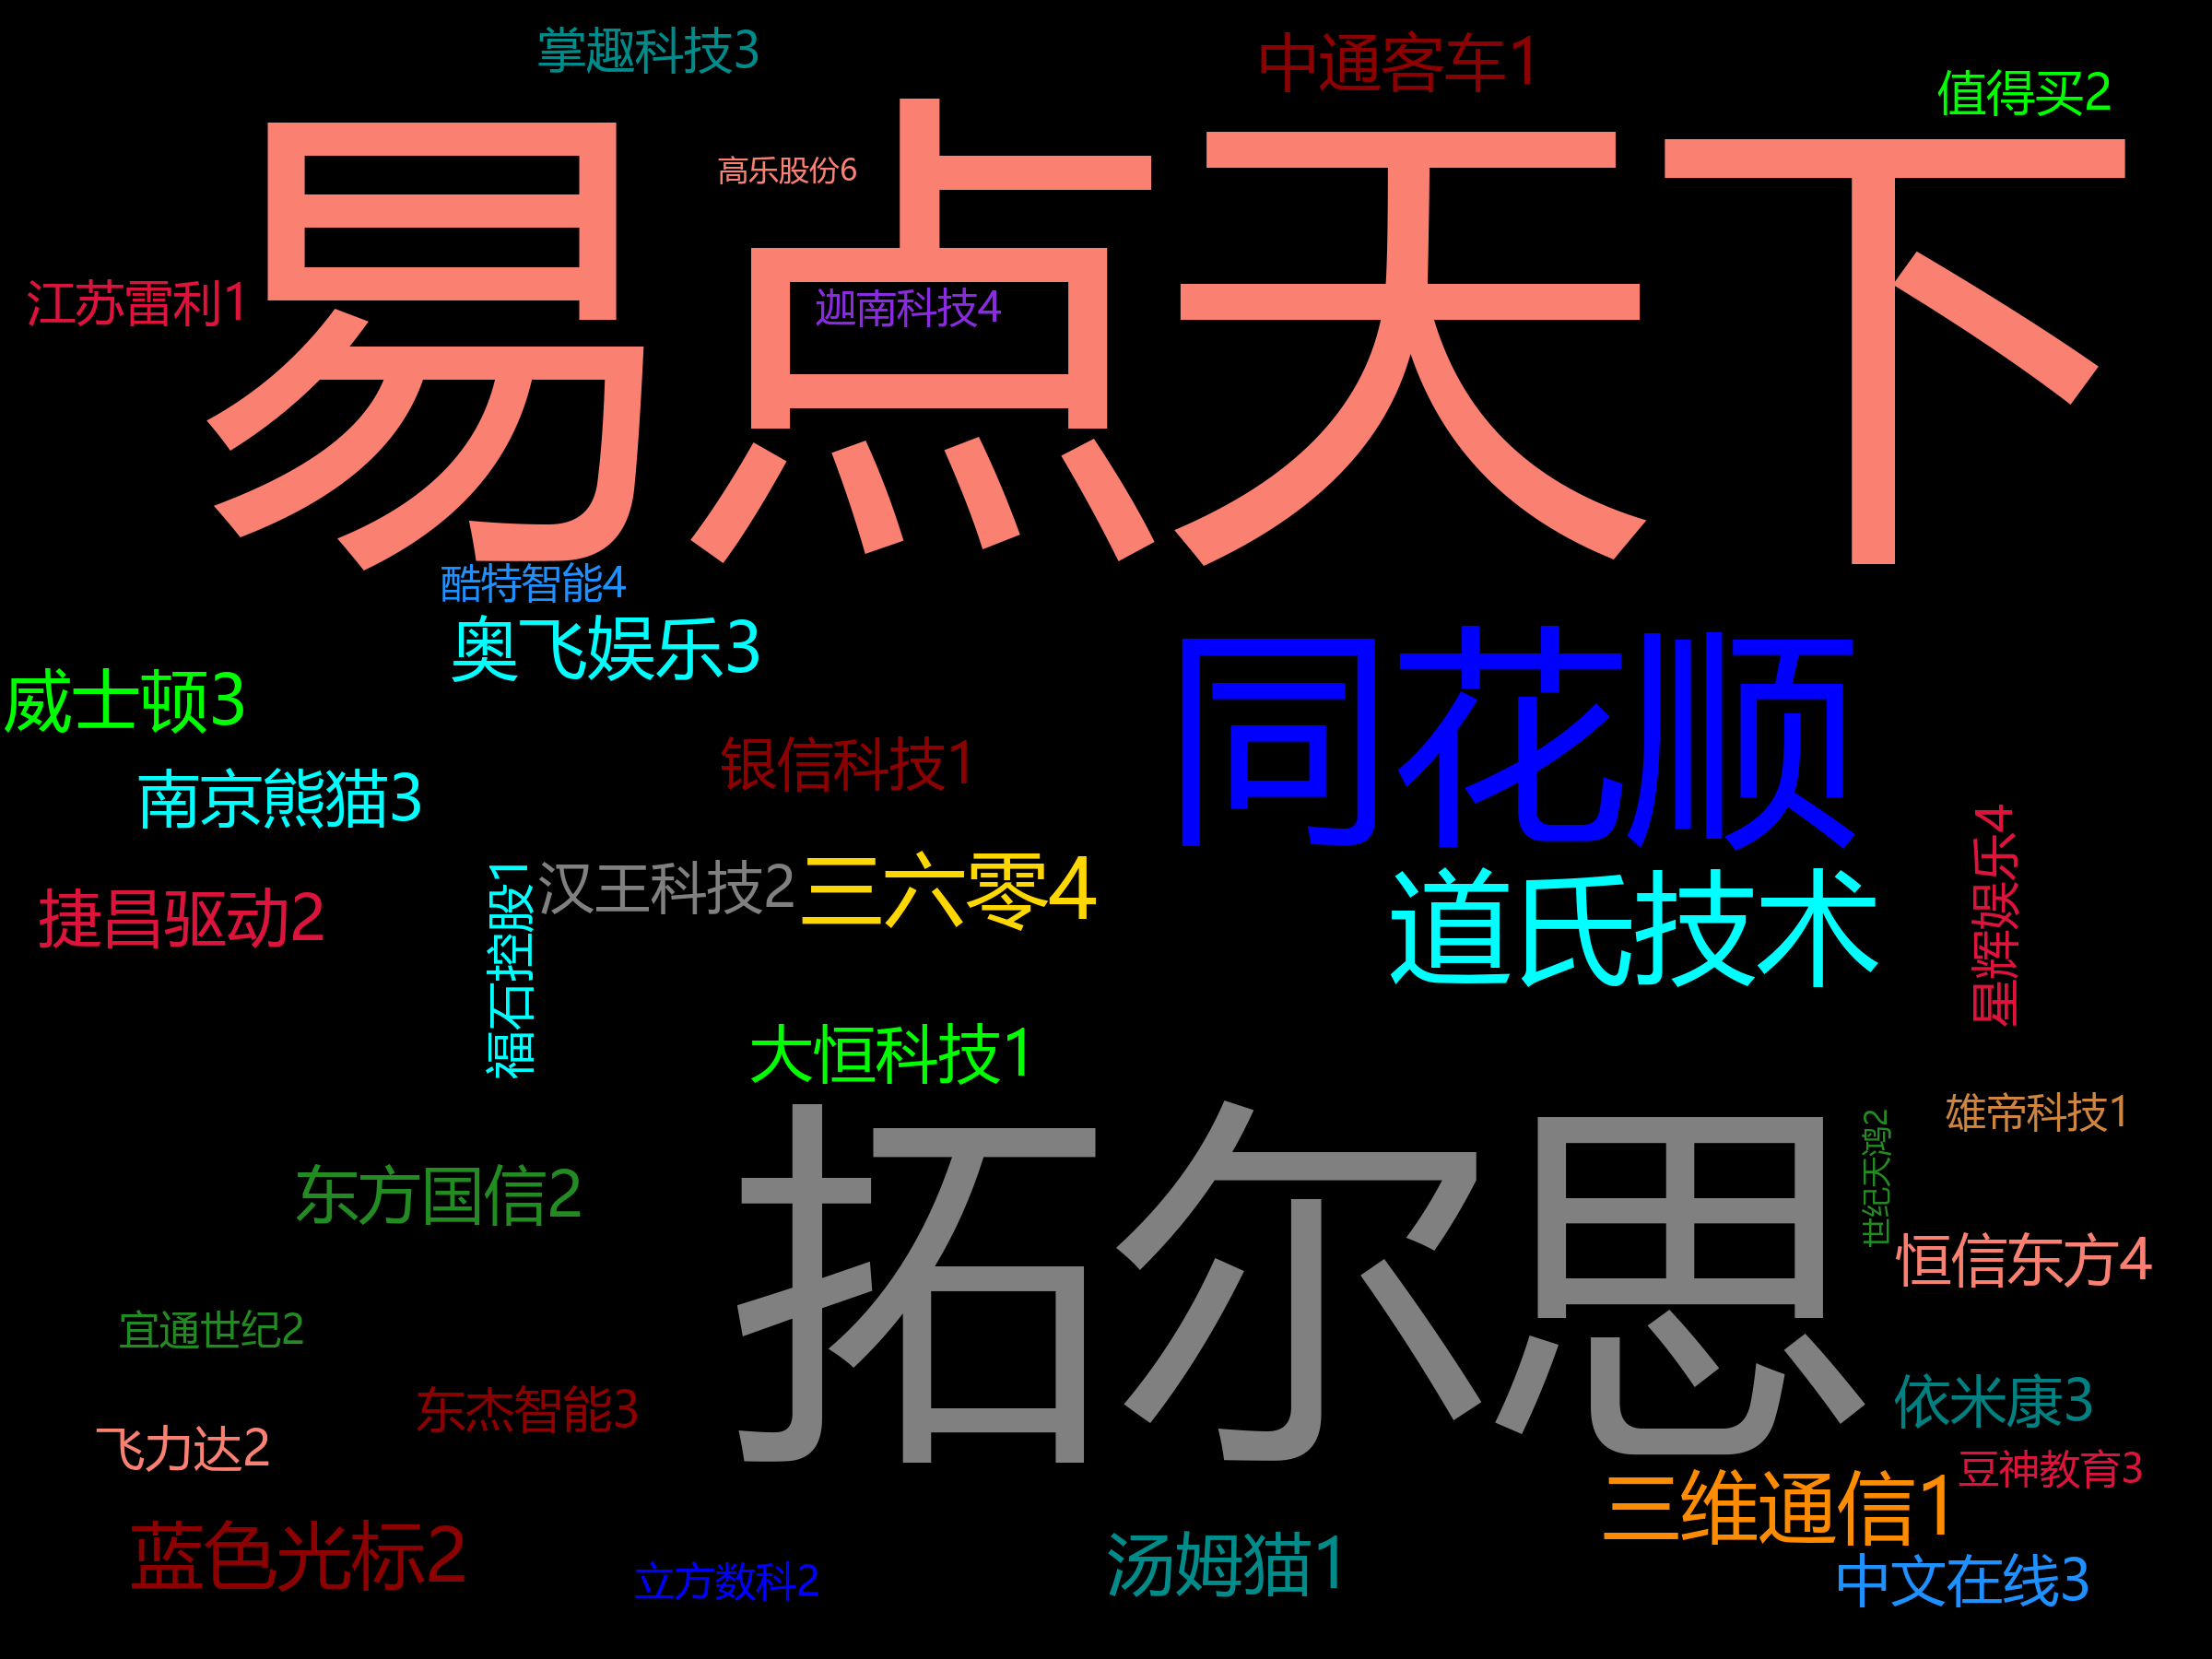 掌趣科技3
中通客车1
值得买2
易点天下
高乐股份6
江苏雷利1
迦南科技4
酷特智能4
奥飞娱乐3
同花顺
威士顿3
银信科技1
南京熊猫3
三六零4
汉王科技2
捷昌驱动2
福石控股1
道氏技术
星辉娱乐4
大恒科技1
拓尔思
雄帝科技1
世纪天鸿2
东方国信2
恒信东方4
宜通世纪2
东杰智能3
依米康3
飞力达2
豆神教育3
三维通信1
蓝色光标2
汤姆猫1
立方数科2
中文在线3